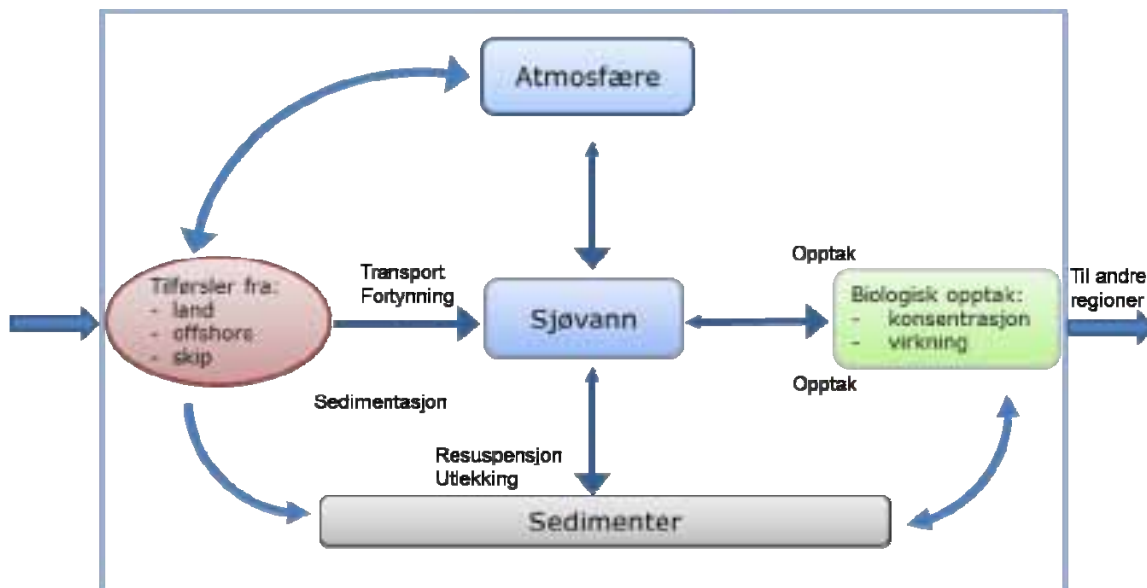 Atmosfære
Tilførsler fra:
- land
- offshore
- skip
Transport
Fortynning
Sjøvann
Opptak
Biologisk opptak:
- konsentrasjon
- virkning
Opptak
Til andre
regioner
Sedimentasjon
Resuspensjon
Utlekking
Sedimenter